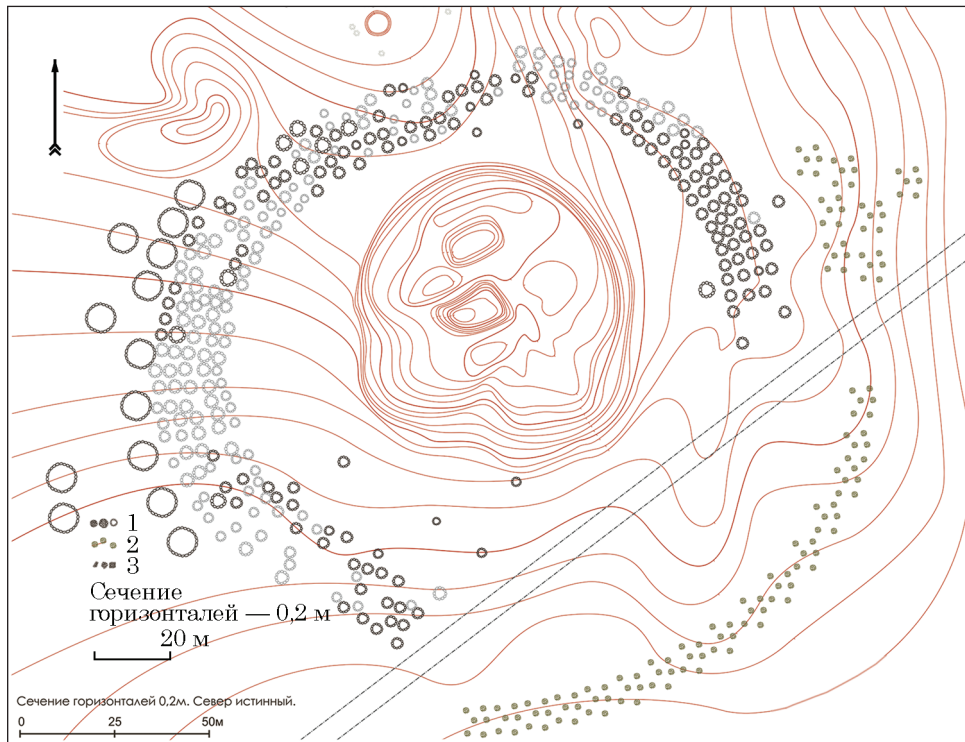 1
2
3
Сечение
горизонталей — 0,2 м
20 м
Сечение горизонталей 0,2м. Север истинный.
0 25 50м